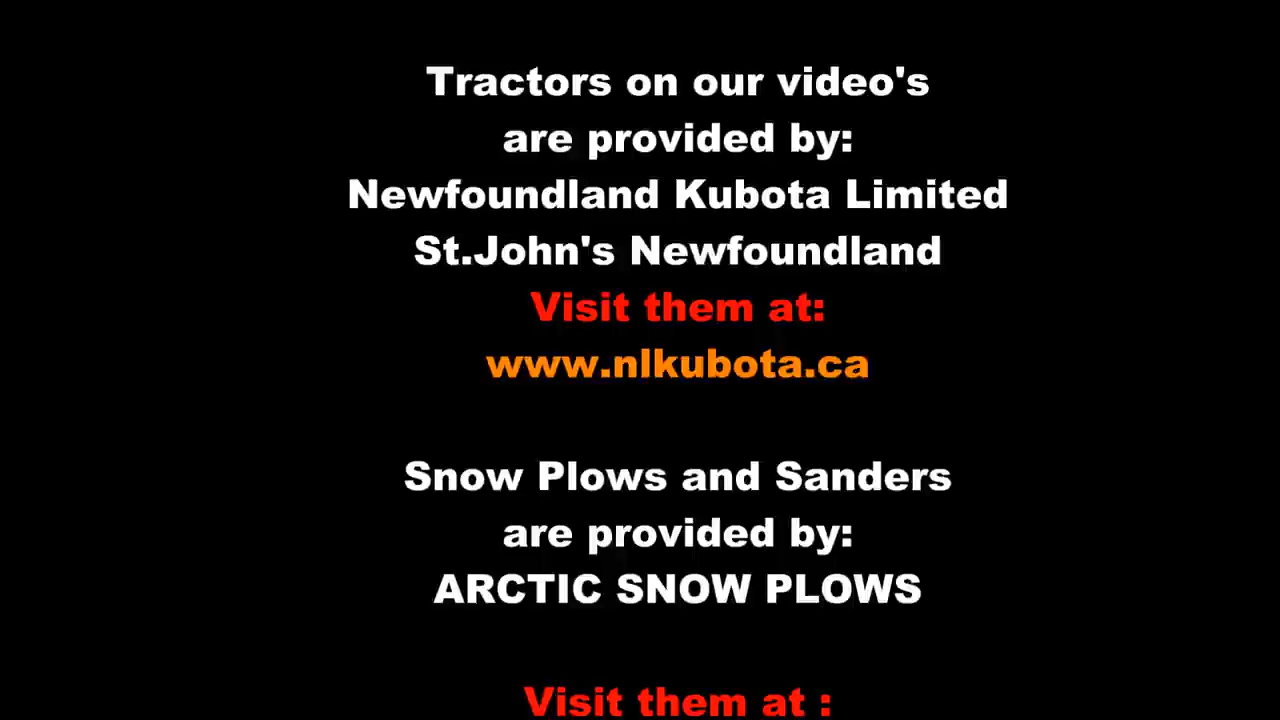 Tractors on our video's
are provided by:
Newfoundland Kubota Limited
St.John's Newfoundland
Visit them at:
www.nlkubota.ca
Snow Plows and Sanders
are provided by:
ARCTIC SNOW PLOWS
Visit them at :